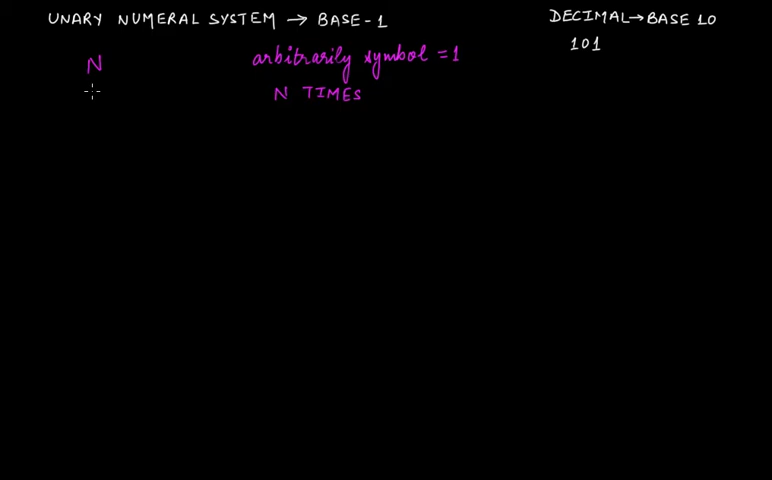 UNARY NUMERAL SYSTEM → BASE-1
DECIMAL→BASE 10
101
N
arbitrarily symbol = 1
N TIMES